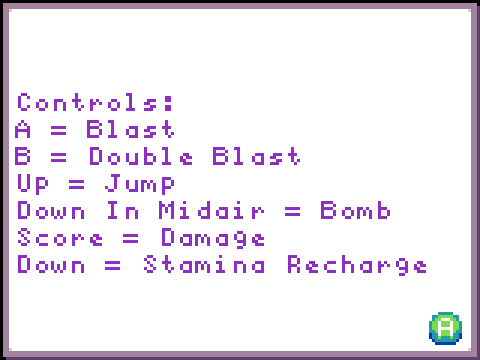 Controls:
A = Blast
B = Double Blast
Up = Jump
Down In Midair = Bomb
Score = Damage
Down = Stamina Recharge
A